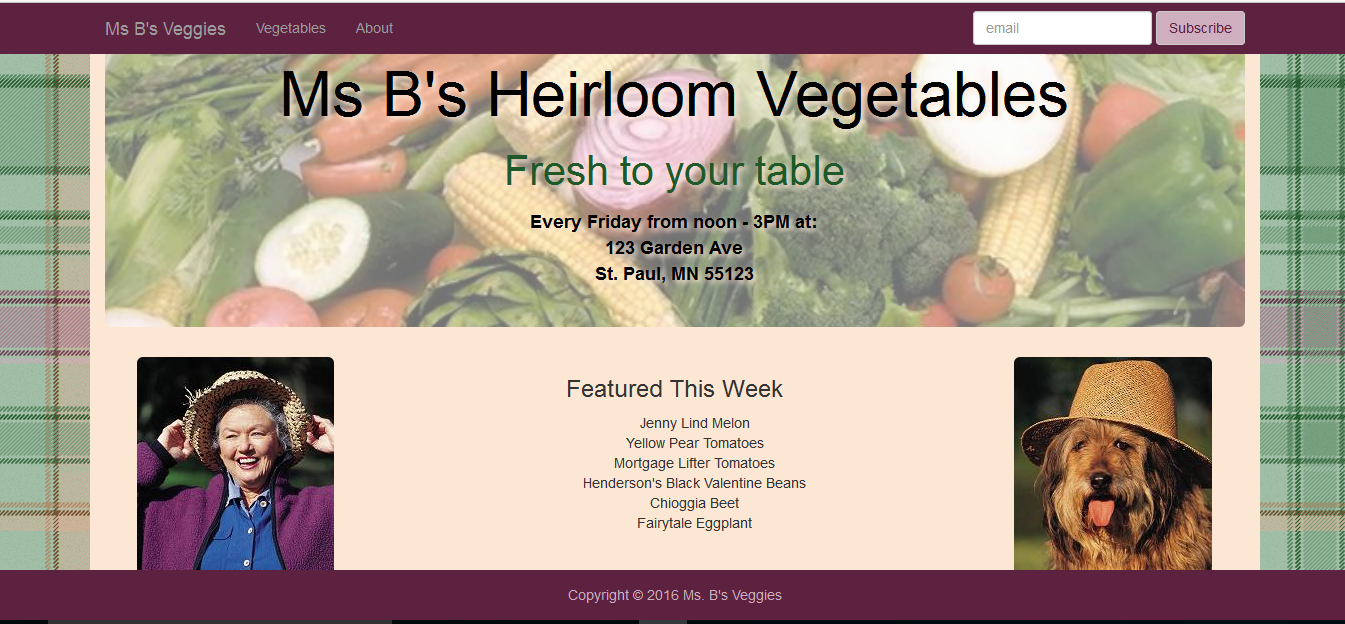 Ms B's Veggies Vegetables About email Subscribe
Ms B's Heirloom Vegetables
Fresh to your table
Every Friday from noon - 3PM at:
123 Garden Ave
St. Paul, MN 55123
Featured This Week
Jenny Lind Melon
Yellow Pear Tomatoes
Mortgage Lifter Tomatoes
Henderson's Black Valentine Beans
Chioggia Beet
Fairytale Eggplant
Copyright © 2016 Ms. B's Veggies